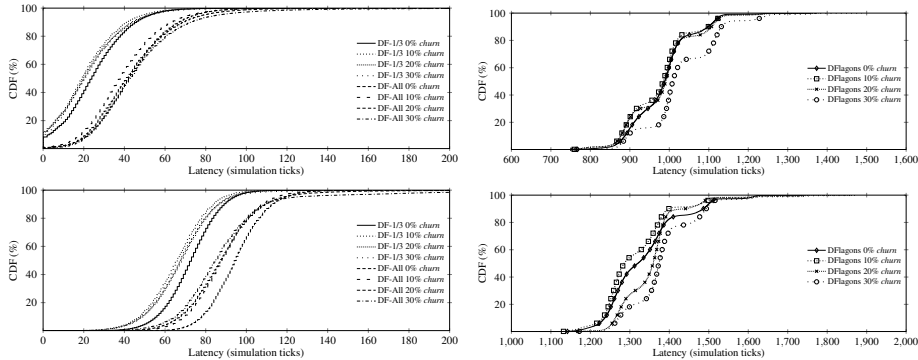 100
80
60
40
20
CDF (%)
DF-1/3 0% churn
DF-1/3 10% churn
DF-1/3 20% churn
DF-1/3 30% churn
DF-All 0% churn
DF-All 10% churn
DF-All 20% churn
DF-All 30% churn
0 20 40 60 80 100 120 140 160 180 200
Latency (simulation ticks)
100
80
60
40
20
CDF (%)
DFlagons 0% churn
DFlagons 10% churn
DFlagons 20% churn
DFlagons 30% churn
600 700 800 900 1,000 1,100 1,200 1,300 1,400 1,500 1,600
Latency (simulation ticks)
100
80
60
40
20
CDF (%)
DF-1/3 0% churn
DF-1/3 10% churn
DF-1/3 20% churn
DF-1/3 30% churn
DF-All 0% churn
DF-All 10% churn
DF-All 20% churn
DF-All 30% churn
0 20 40 60 80 100 120 140 160 180 200
Latency (simulation ticks)
100
80
60
40
20
CDF (%)
DFlagons 0% churn
DFlagons 10% churn
DFlagons 20% churn
DFlagons 30% churn
1,000 1,100 1,200 1,300 1,400 1,500 1,600 1,700 1,800 1,900 2,000
Latency (simulation ticks)